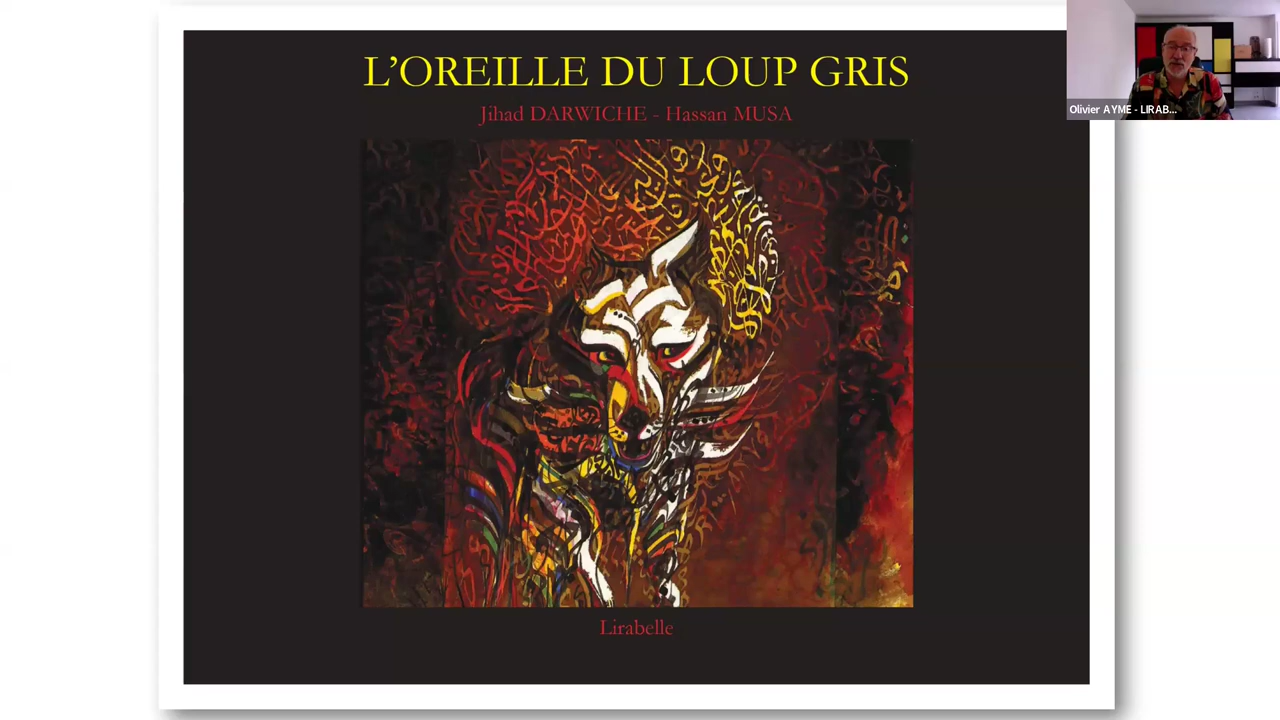 L'OREILLE DU LOUP GRIS
Jihad DARWICHE - Hassan MUSA
Lirabelle
Olivier AYME - LIRAB...